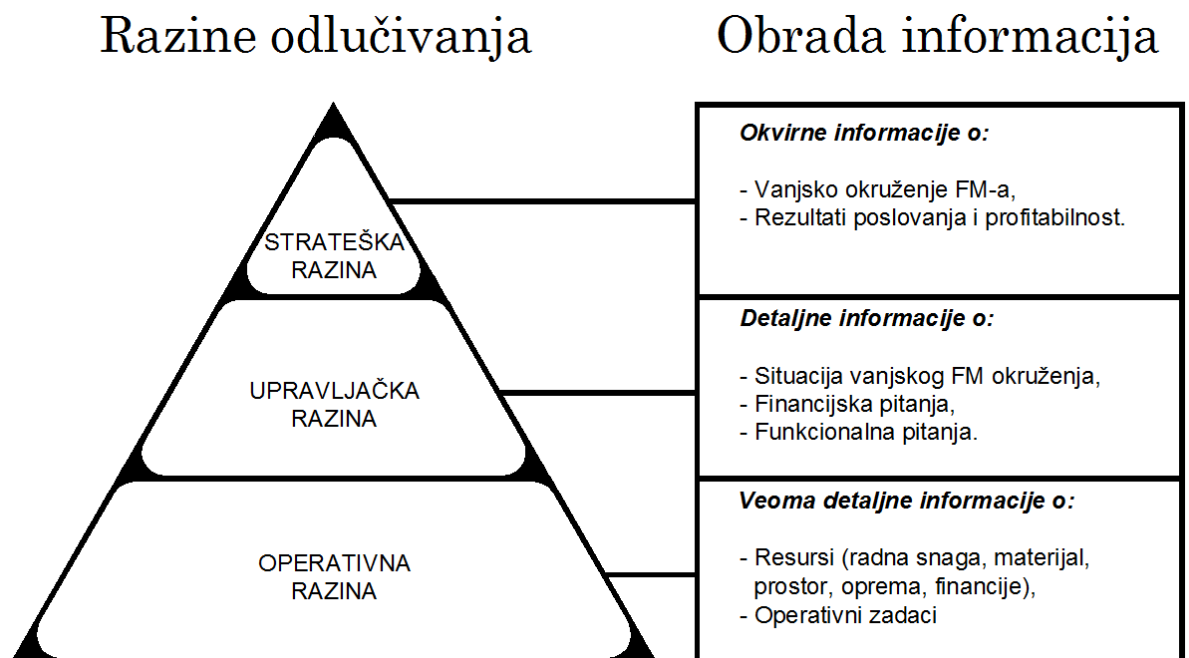 Razine odlučivanja
Obrada informacija
STRATEŠKA
RAZINA
Okvirne informacije o:
- Vanjsko okruženje FM-a,
- Rezultati poslovanja i profitabilnost.
UPRAVLJAČKA
RAZINA
Detaljne informacije o:
- Situacija vanjskog FM okruženja,
- Financijska pitanja,
- Funkcionalna pitanja.
OPERATIVNA
RAZINA
Veoma detaljne informacije o:
- Resursi (radna snaga, materijal,
prostor, oprema, financije),
- Operativni zadaci